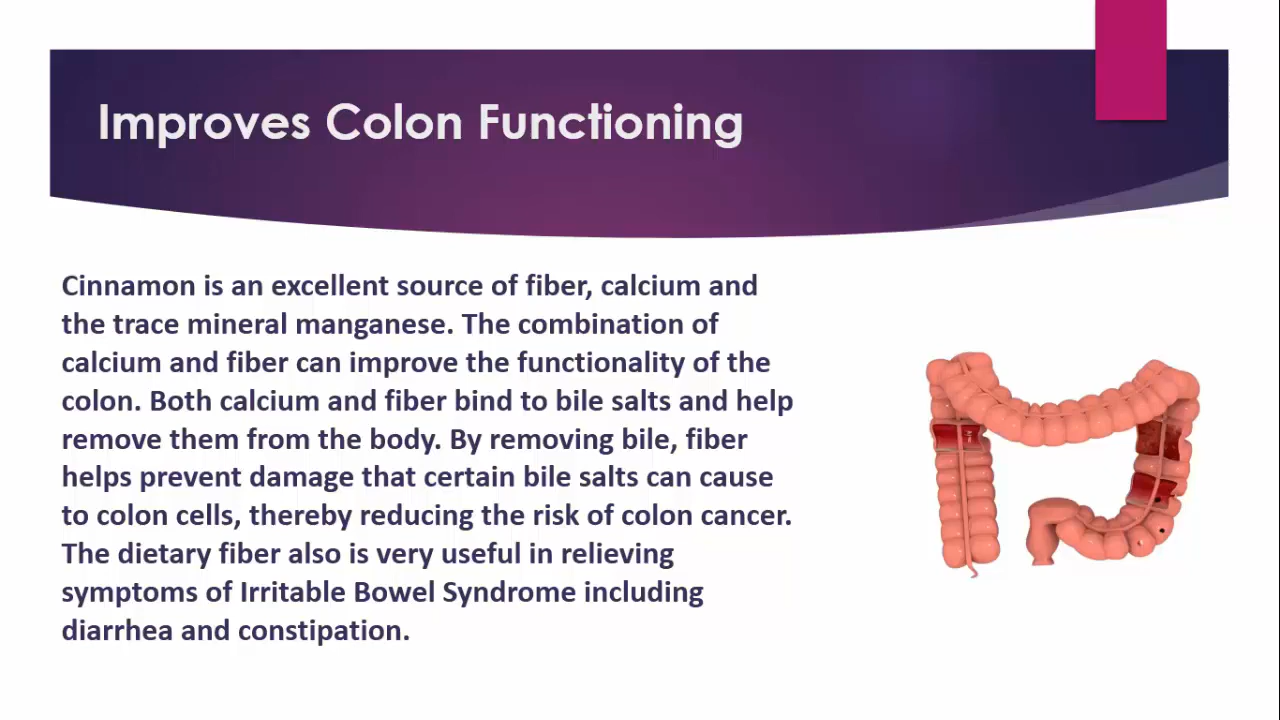 Improves Colon Functioning
Cinnamon is an excellent source of fiber, calcium and
the trace mineral manganese. The combination of
calcium and fiber can improve the functionality of the
colon. Both calcium and fiber bind to bile salts and help
remove them from the body. By removing bile, fiber
helps prevent damage that certain bile salts can cause
to colon cells, thereby reducing the risk of colon cancer.
The dietary fiber also is very useful in relieving
symptoms of Irritable Bowel Syndrome including
diarrhea and constipation.